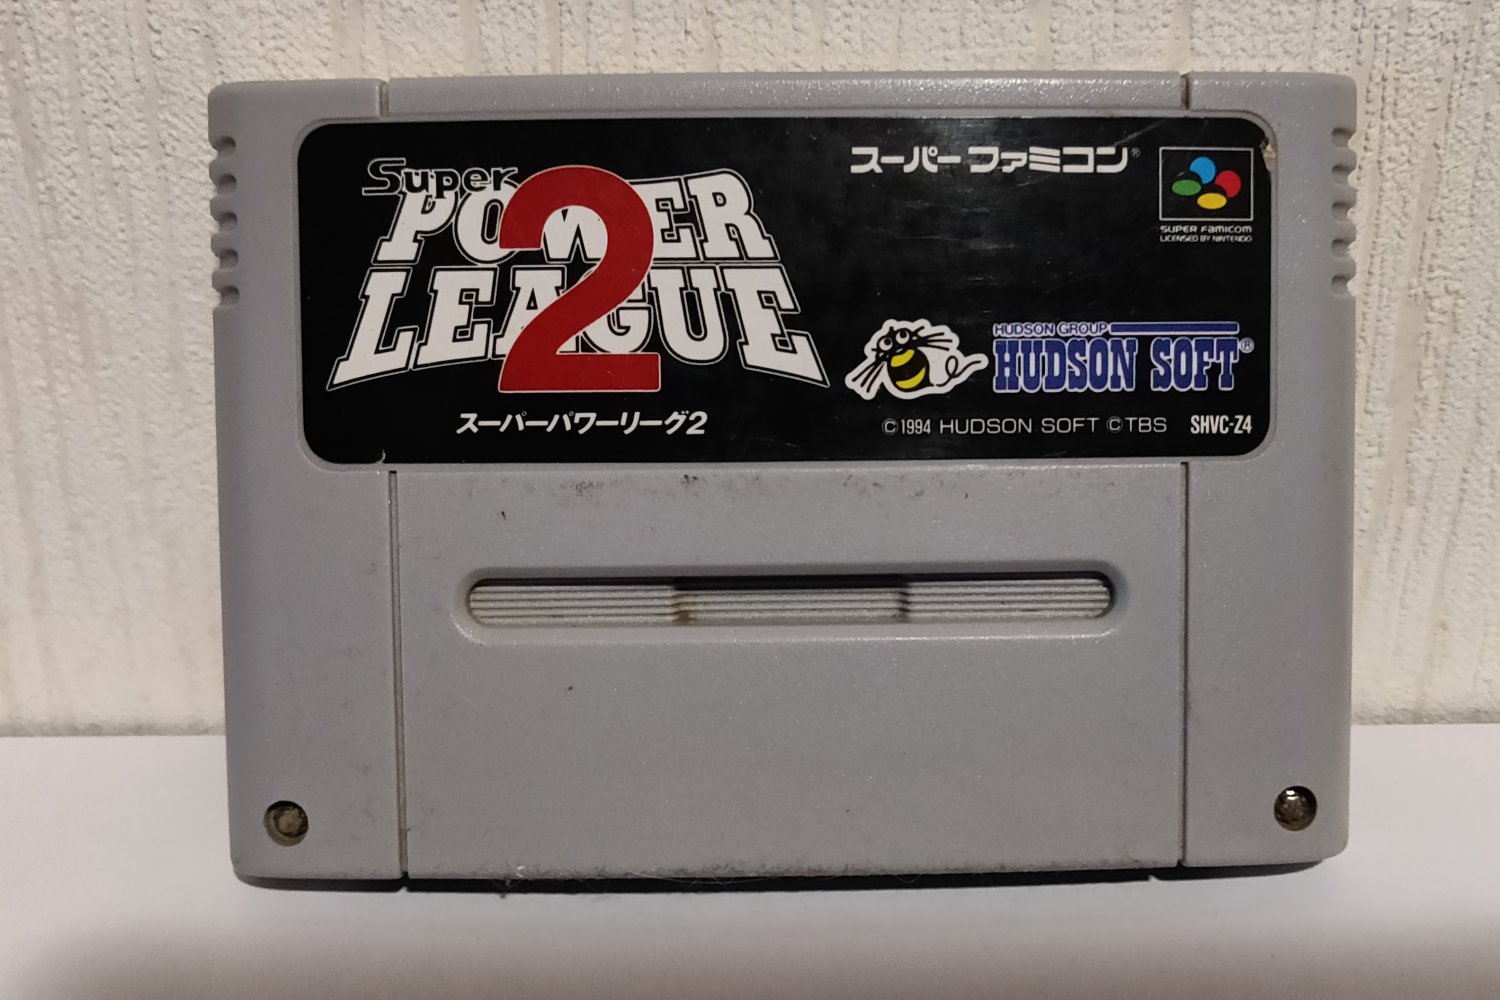 Super
POWER
LEAGUE
2
スーパーパワーリーグ2
スーパーファミコン®
SUPER FAMICOM
LICENSED BY NINTENDO
HUDSON GROUP
HUDSON SOFT®
©1994 HUDSON SOFT ©TBS SHVC-Z4